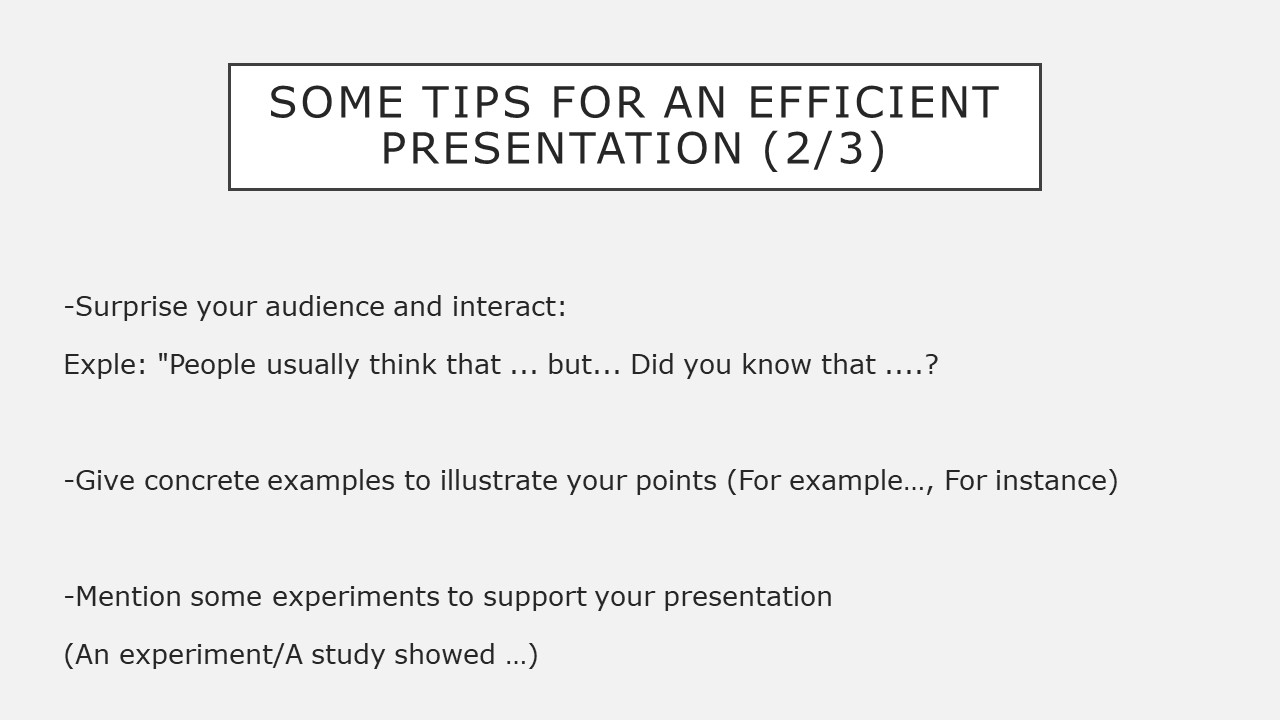 SOME TIPS FOR AN EFFICIENT
PRESENTATION (2/3)
-Surprise your audience and interact:
Exple: "People usually think that ... but... Did you know that ....?
-Give concrete examples to illustrate your points (For example…, For instance)
-Mention some experiments to support your presentation
(An experiment/A study showed …)